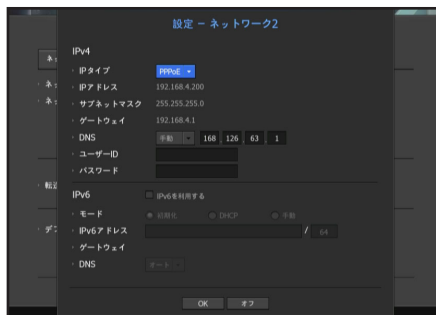 設定 － ネットワーク2
IPv4
・ IPタイプ PPPoE
・ IPアドレス 192.168.4.200
・ サブネットマスク 255.255.255.0
・ ゲートウェイ 192.168.4.1
・ DNS 手動 168 126 63 1
・ ユーザーID
・ パスワード
IPv6 IPv6を利用する
・ モード 初期化 DHCP 手動
・ IPv6アドレス / 64
・ ゲートウェイ
・ DNS オート
OK オフ